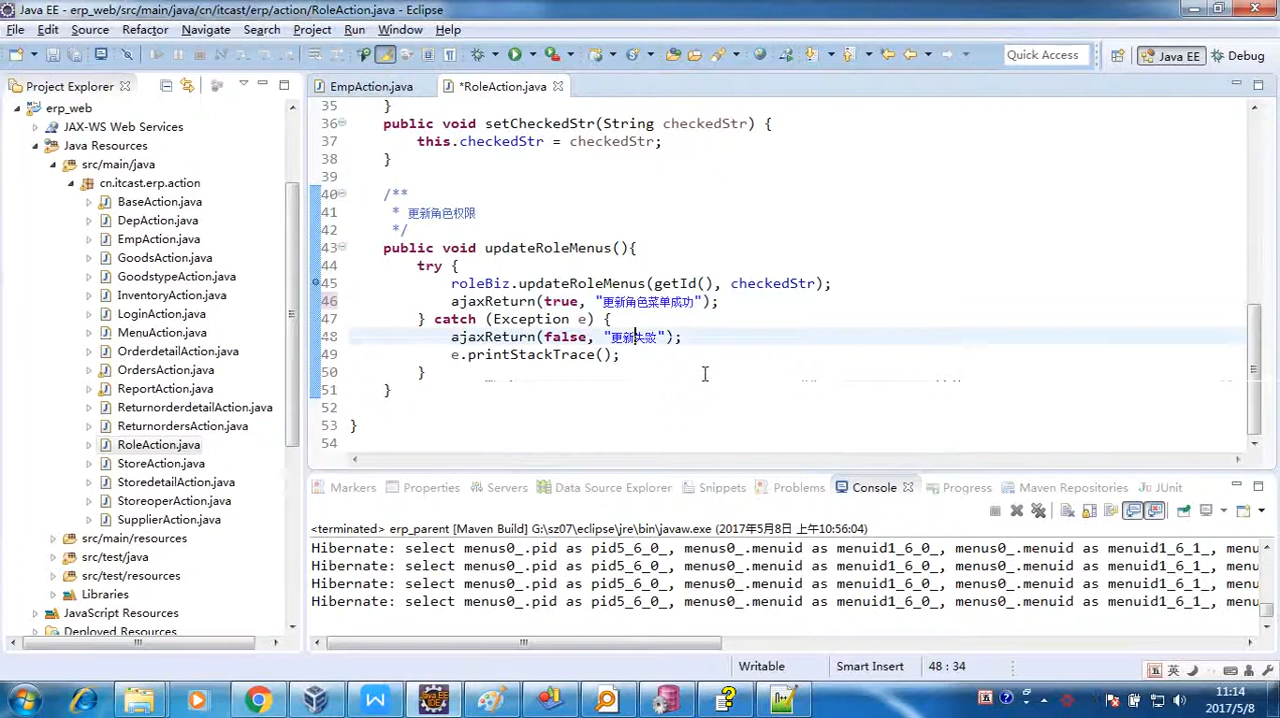 Java EE - erp_web/src/main/java/cn/itcast/erp/action/RoleAction.java - Eclipse
File Edit Source Refactor Navigate Search Project Run Window Help
Quick Access
Java EE
Debug
Project Explorer
EmpAction.java
*RoleAction.java
erp_web
JAX-WS Web Services
Java Resources
src/main/java
cn.itcast.erp.action
BaseAction.java
DepAction.java
EmpAction.java
GoodsAction.java
GoodstypeAction.java
InventoryAction.java
LoginAction.java
MenuAction.java
OrderdetailAction.java
OrdersAction.java
ReportAction.java
ReturnorderdetailAction.java
ReturnordersAction.java
RoleAction.java
StoreAction.java
StoredetailAction.java
StoreoperAction.java
SupplierAction.java
src/main/resources
src/test/java
src/test/resources
Libraries
JavaScript Resources
Deployed Resources
35 }
36 public void setCheckedStr(String checkedStr) {
37 this.checkedStr = checkedStr;
38 }
39
40 /**
41 * 更新角色权限
42 */
43 public void updateRoleMenus(){
44 try {
45 roleBiz.updateRoleMenus(getId(), checkedStr);
46 ajaxReturn(true, "更新角色菜单成功");
47 } catch (Exception e) {
48 ajaxReturn(false, "更新失败");
49 e.printStackTrace();
50 }
51 }
52
53 }
54
Markers Properties Servers Data Source Explorer Snippets Problems Console Progress Maven Repositories JUnit
<terminated> erp_parent [Maven Build] G:\sz07\eclipse\jre\bin\javaw.exe (2017年5月8日 上午10:56:04)
Hibernate: select menus0_.pid as pid5_6_0_, menus0_.menuid as menuid1_6_0_, menus0_.menuid as menuid1_6_1_, menu
Hibernate: select menus0_.pid as pid5_6_0_, menus0_.menuid as menuid1_6_0_, menus0_.menuid as menuid1_6_1_, menu
Hibernate: select menus0_.pid as pid5_6_0_, menus0_.menuid as menuid1_6_0_, menus0_.menuid as menuid1_6_1_, menu
Hibernate: select menus0_.pid as pid5_6_0_, menus0_.menuid as menuid1_6_0_, menus0_.menuid as menuid1_6_1_, menu
Writable Smart Insert 48 : 34
英
11:14
2017/5/8